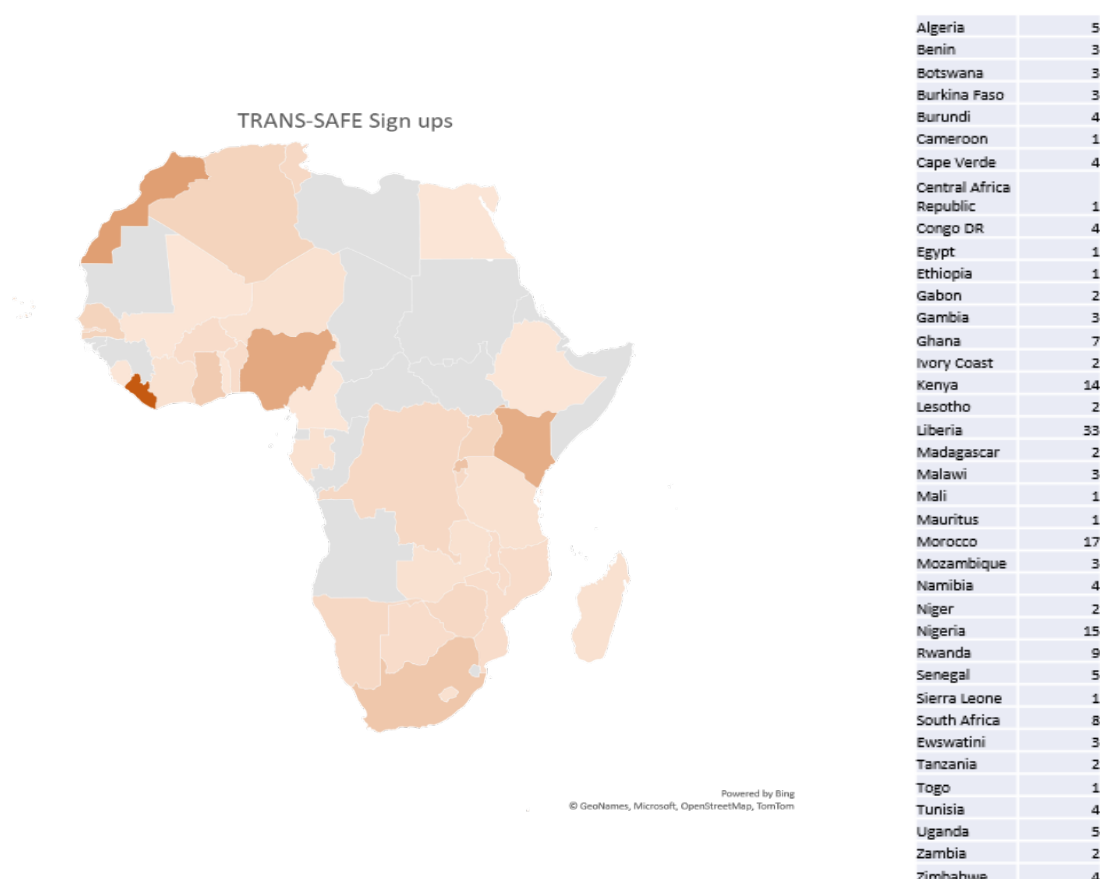 TRANS-SAFE Sign ups
Powered by Bing
© GeoNames, Microsoft, OpenStreetMap, TomTom
Algeria 5
Benin 3
Botswana 3
Burkina Faso 3
Burundi 4
Cameroon 1
Cape Verde 4
Central Africa
Republic 1
Congo DR 4
Egypt 1
Ethiopia 1
Gabon 2
Gambia 3
Ghana 7
Ivory Coast 2
Kenya 14
Lesotho 2
Liberia 33
Madagascar 2
Malawi 3
Mali 1
Mauritus 1
Morocco 17
Mozambique 3
Namibia 4
Niger 2
Nigeria 15
Rwanda 9
Senegal 5
Sierra Leone 1
South Africa 8
Ewswatini 3
Tanzania 2
Togo 1
Tunisia 4
Uganda 5
Zambia 2
Zimbabwe 4